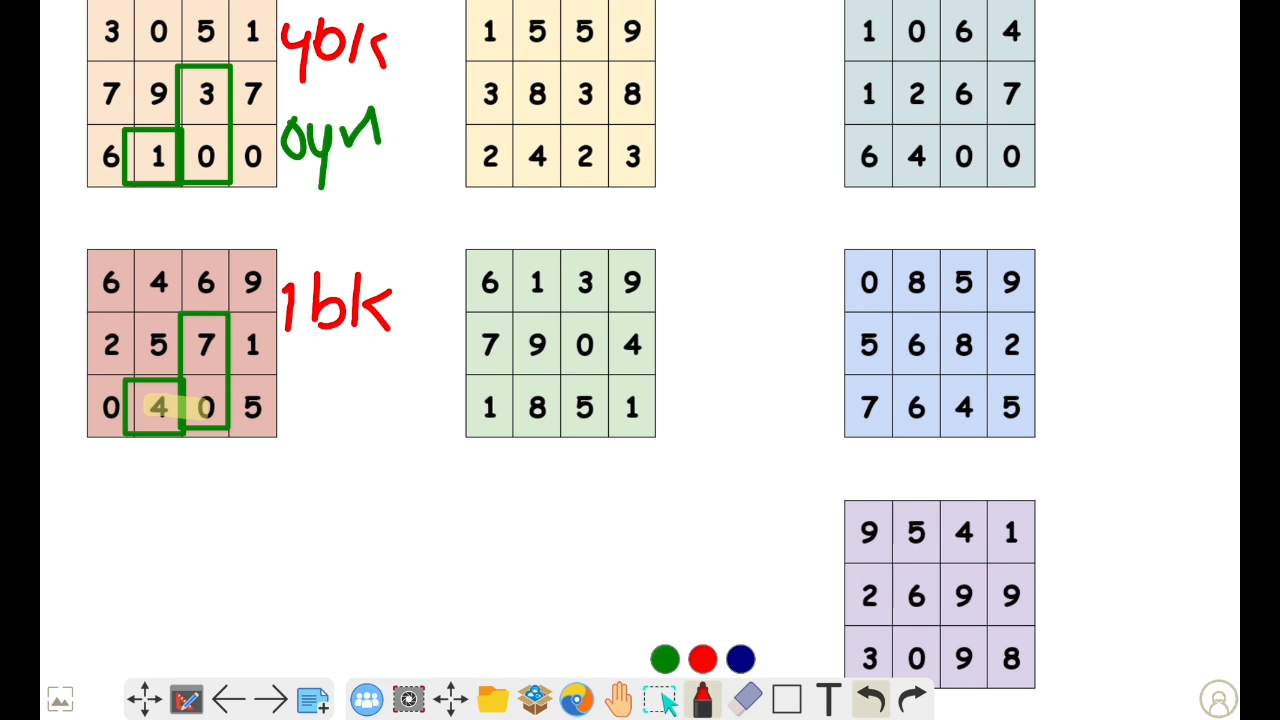 3 0 5 1
7 9 3 7
6 1 0 0
1 5 5 9
3 8 3 8
2 4 2 3
1 0 6 4
1 2 6 7
6 4 0 0
6 4 6 9
2 5 7 1
0 4 0 5
1bk
6 1 3 9
7 9 0 4
1 8 5 1
0 8 5 9
5 6 8 2
7 6 4 5
9 5 4 1
2 6 9 9
3 0 9 8
T